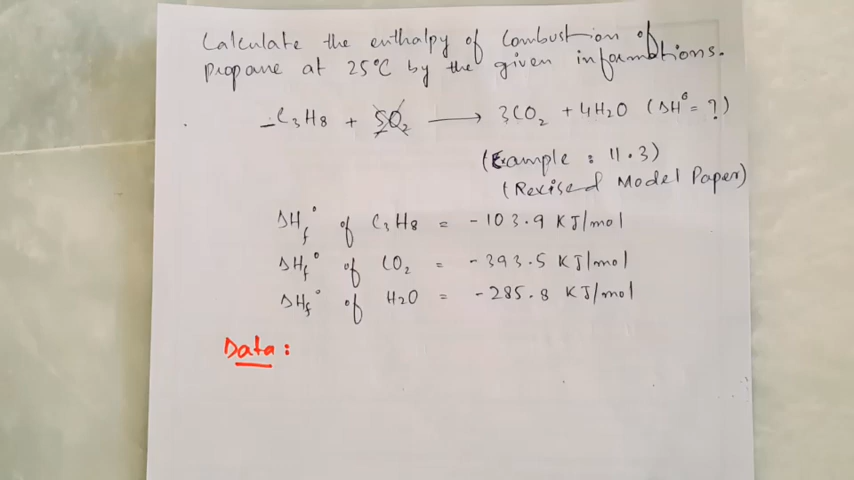 Calculate the enthalpy of Combustion of
propane at 25°C by the given informations.
C₃H₈ + 5O₂ → 3CO₂ + 4H₂O (ΔH° = ?)
(Example : 11.3)
(Revised Model Paper)
ΔHf° of C₃H₈ = -103.9 KJ/mol
ΔHf° of CO₂ = -393.5 KJ/mol
ΔHf° of H₂O = -285.8 KJ/mol
Data: